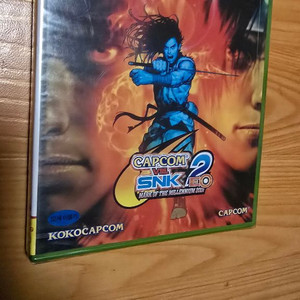 CAPCOM
VS.
SNK 2
EO
MARK OF THE MILLENNIUM 2001
KOKOCAPCOM
CAPCOM